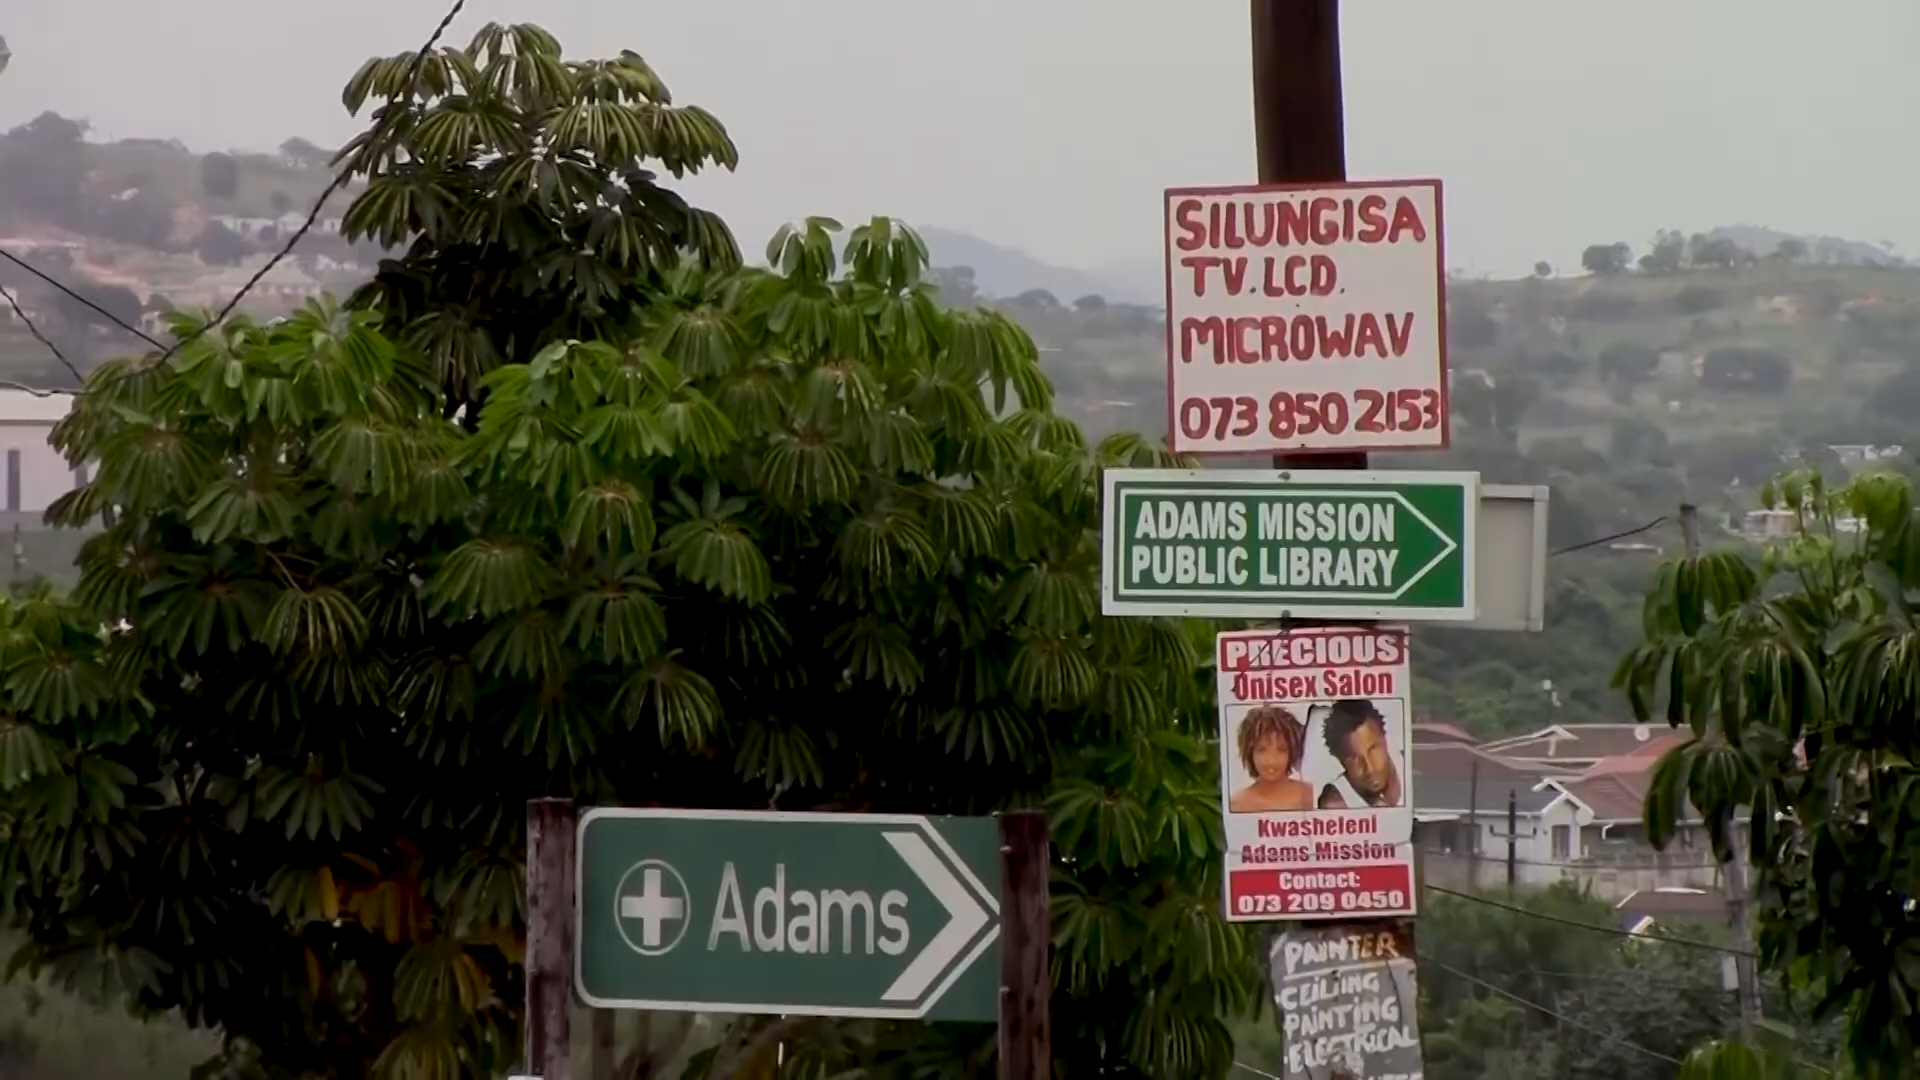 SILUNGISA
TV.LCD.
MICROWAV
073 850 2153
ADAMS MISSION
PUBLIC LIBRARY
PRECIOUS
Unisex Salon
Kwasheleni
Adams Mission
Contact:
073 209 0450
Adams
PAINTER
CEILING
PAINTING
ELECTRICAL